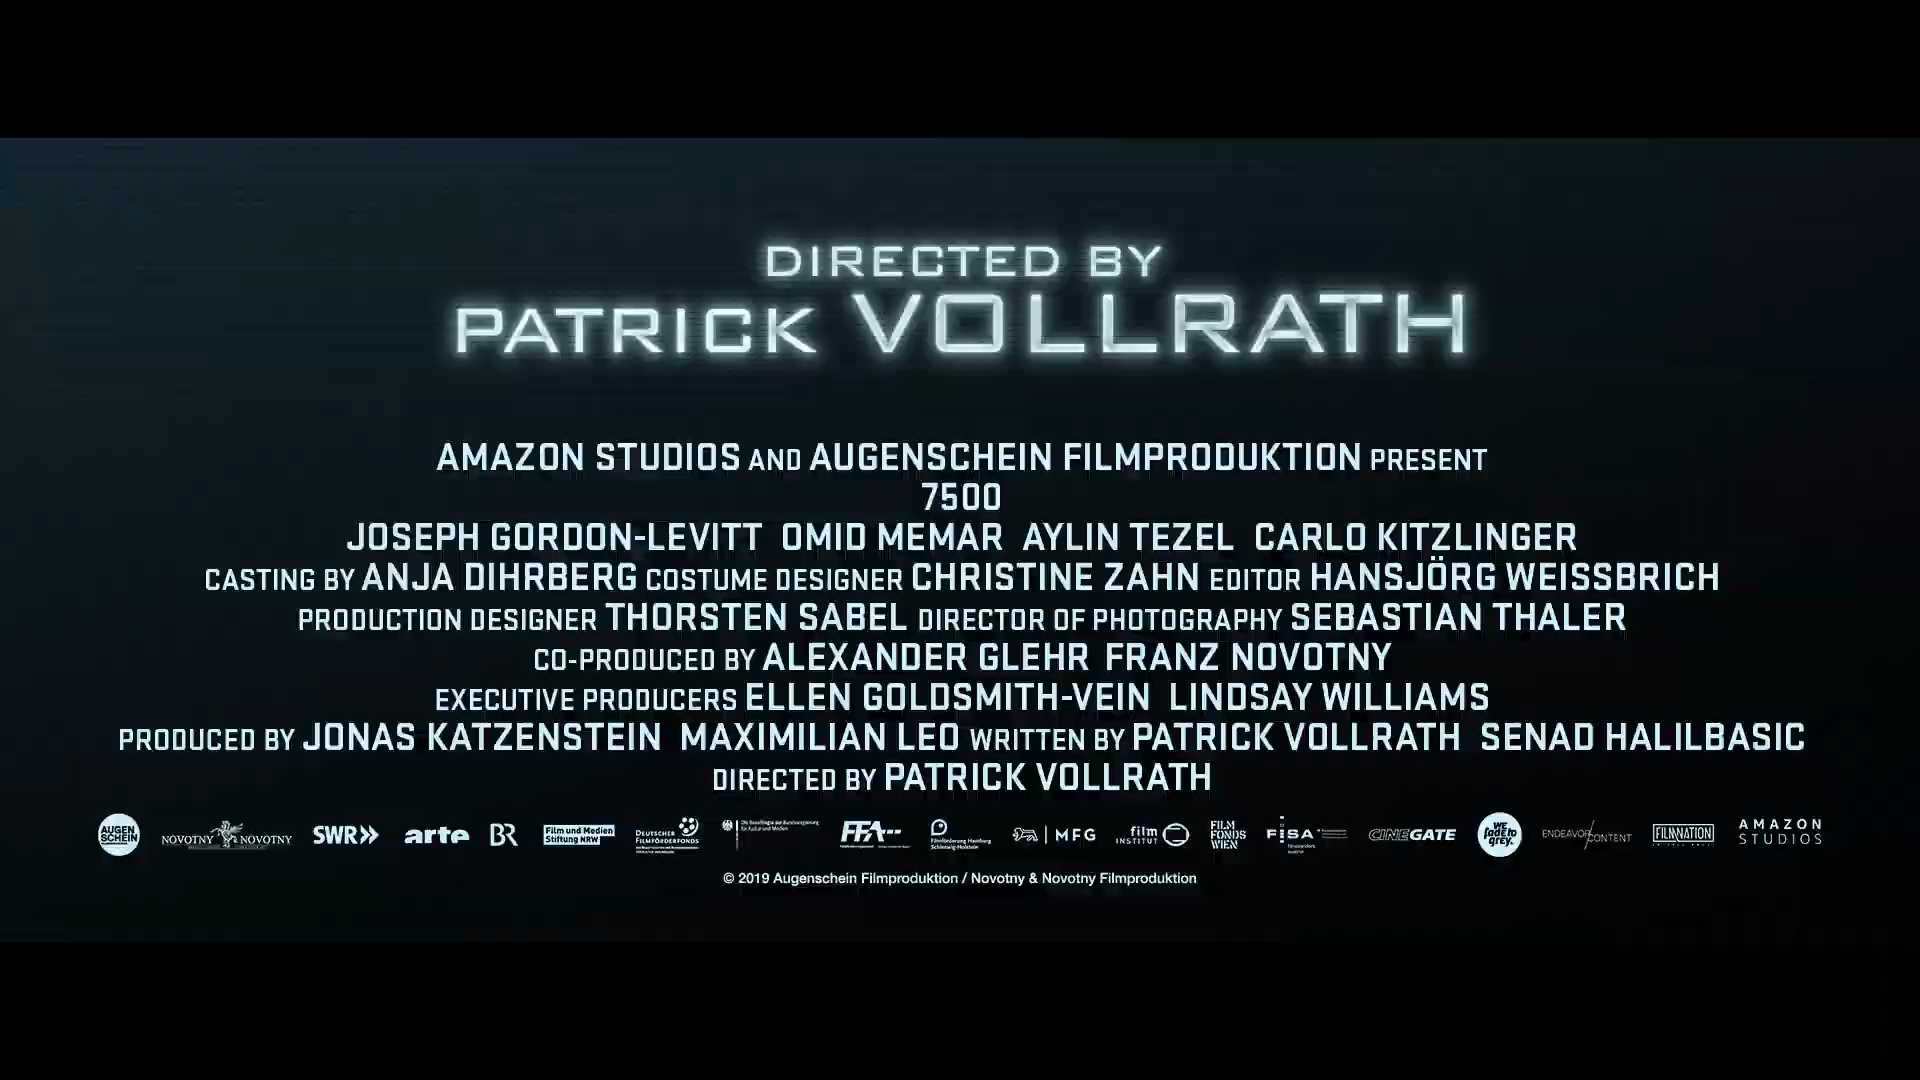 DIRECTED BY
PATRICK VOLLRATH
AMAZON STUDIOS AND AUGENSCHEIN FILMPRODUKTION PRESENT
7500
JOSEPH GORDON-LEVITT OMID MEMAR AYLIN TEZEL CARLO KITZLINGER
CASTING BY ANJA DIHRBERG COSTUME DESIGNER CHRISTINE ZAHN EDITOR HANSJÖRG WEISSBRICH
PRODUCTION DESIGNER THORSTEN SABEL DIRECTOR OF PHOTOGRAPHY SEBASTIAN THALER
CO-PRODUCED BY ALEXANDER GLEHR FRANZ NOVOTNY
EXECUTIVE PRODUCERS ELLEN GOLDSMITH-VEIN LINDSAY WILLIAMS
PRODUCED BY JONAS KATZENSTEIN MAXIMILIAN LEO WRITTEN BY PATRICK VOLLRATH SENAD HALILBASIC
DIRECTED BY PATRICK VOLLRATH
AUGEN SCHEIN NOVOTNY NOVOTNY SWR arte BR Film und Medien Stiftung NRW DEUTSCHER FILMFÖRDERFONDS FFA Filmförderung Hamburg Schleswig-Holstein MFG film INSTITUT FILM FONDS WIEN FISA CINEGATE WE fade to grey. ENDEAVOR CONTENT FILMNATION AMAZON STUDIOS
© 2019 Augenschein Filmproduktion / Novotny & Novotny Filmproduktion